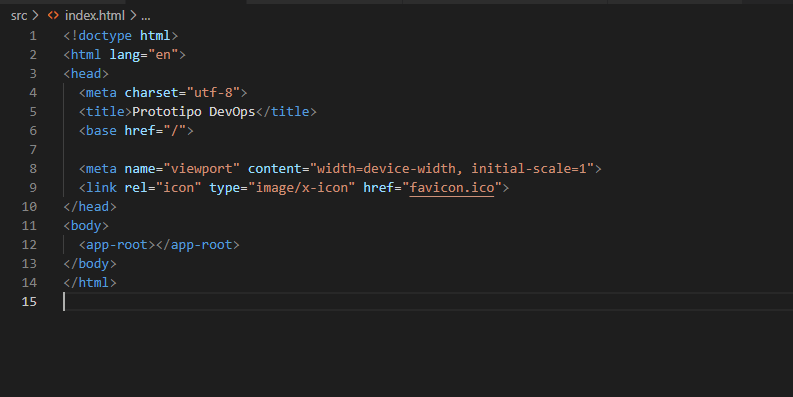 src > <> index.html > ...
1 <!doctype html>
2 <html lang="en">
3 <head>
4   <meta charset="utf-8">
5   <title>Prototipo DevOps</title>
6   <base href="/">
7
8   <meta name="viewport" content="width=device-width, initial-scale=1">
9   <link rel="icon" type="image/x-icon" href="favicon.ico">
10 </head>
11 <body>
12   <app-root></app-root>
13 </body>
14 </html>
15